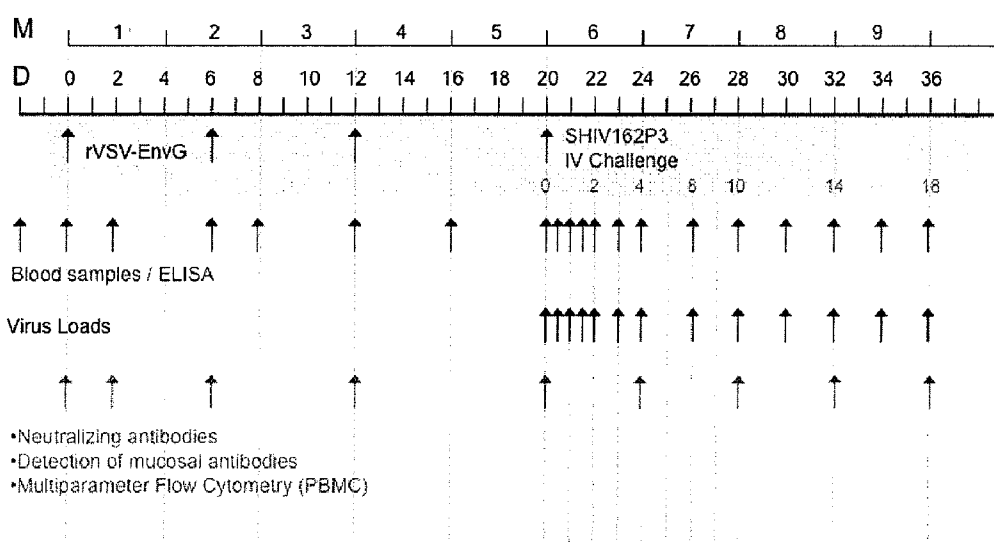 M 1 2 3 4 5 6 7 8 9
D 0 2 6 8 10 12 14 16 18 20 22 24 26 28 30 32 34 36
rVSV-EnvG
SHIV162P3
IV Challenge
0 2 4 8 10 14 18
Blood samples / ELISA
Virus Loads
•Neutralizing antibodies
•Detection of mucosal antibodies
•Multiparameter Flow Cytometry (PBMC)